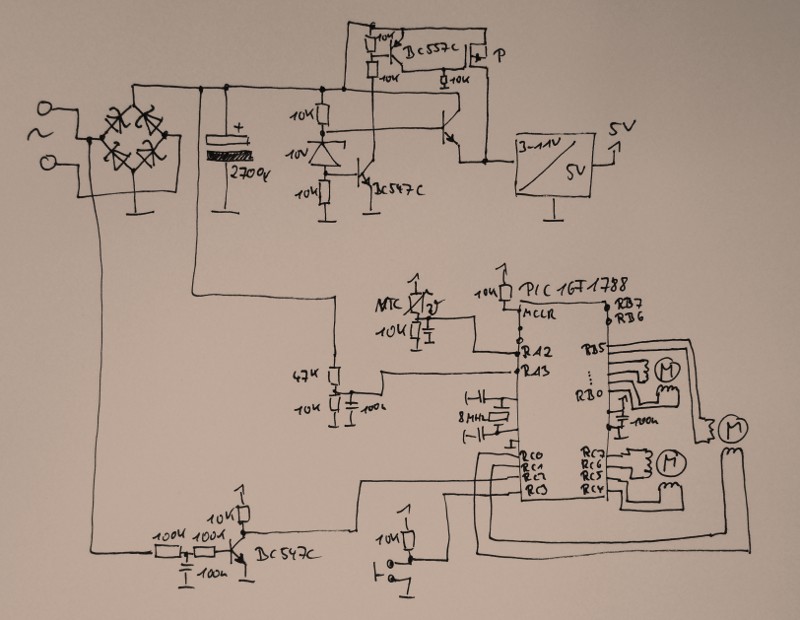 10K
BC557C
P
10K
10K
~
+
2700µ
10K
10V
10K
BC547C
3-11V
5V
5V
PIC 16F1788
10K
MCLR
RB7
RB6
NTC
ϑ
10K
RA2
RA3
RB5
M
RB0
47K
10K
100n
8MHz
100n
M
RC0
RC1
RC2
RC3
RC7
RC6
RC5
RC4
M
10K
100K
100K
BC547C
100n
10K